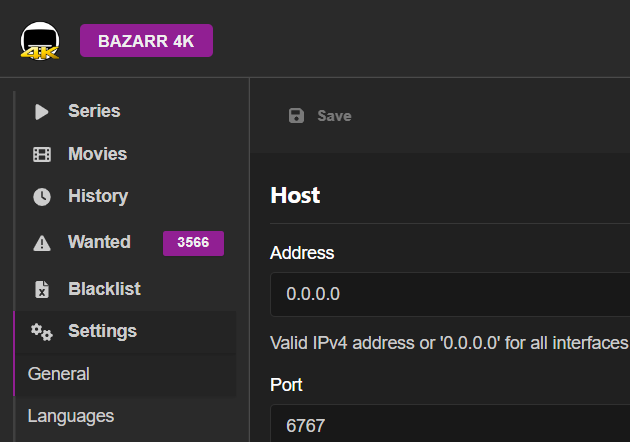 4K
BAZARR 4K
Series
Movies
History
Wanted 3566
Blacklist
Settings
General
Languages
Save
Host
Address
0.0.0.0
Valid IPv4 address or '0.0.0.0' for all interfaces
Port
6767